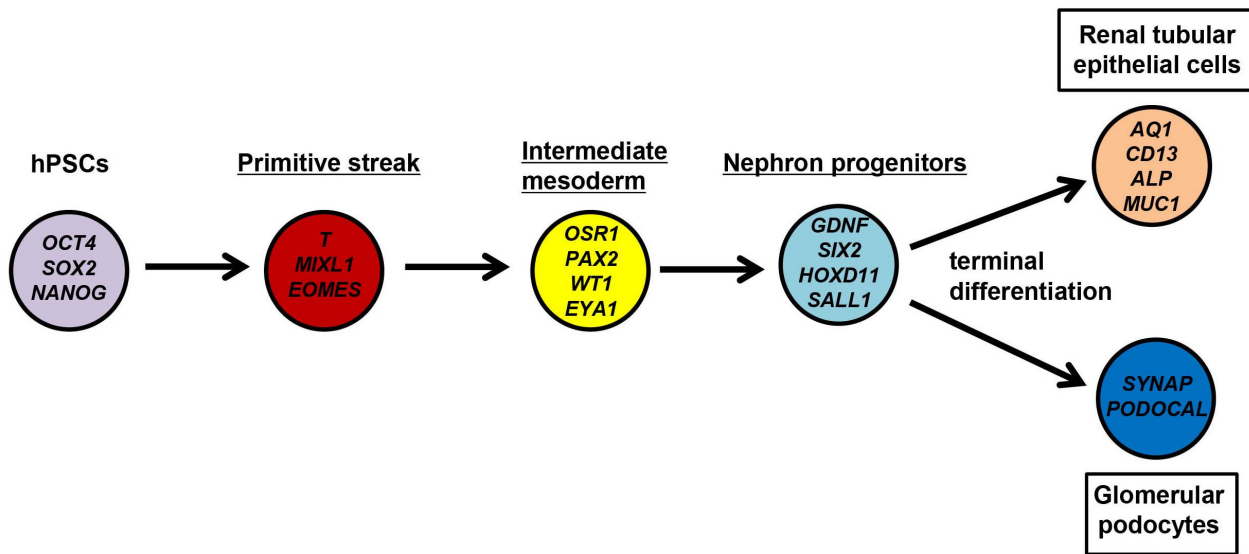 hPSCs
OCT4
SOX2
NANOG
Primitive streak
T
MIXL1
EOMES
Intermediate
mesoderm
OSR1
PAX2
WT1
EYA1
Nephron progenitors
GDNF
SIX2
HOXD11
SALL1
terminal
differentiation
Renal tubular
epithelial cells
AQ1
CD13
ALP
MUC1
SYNAP
PODOCAL
Glomerular
podocytes